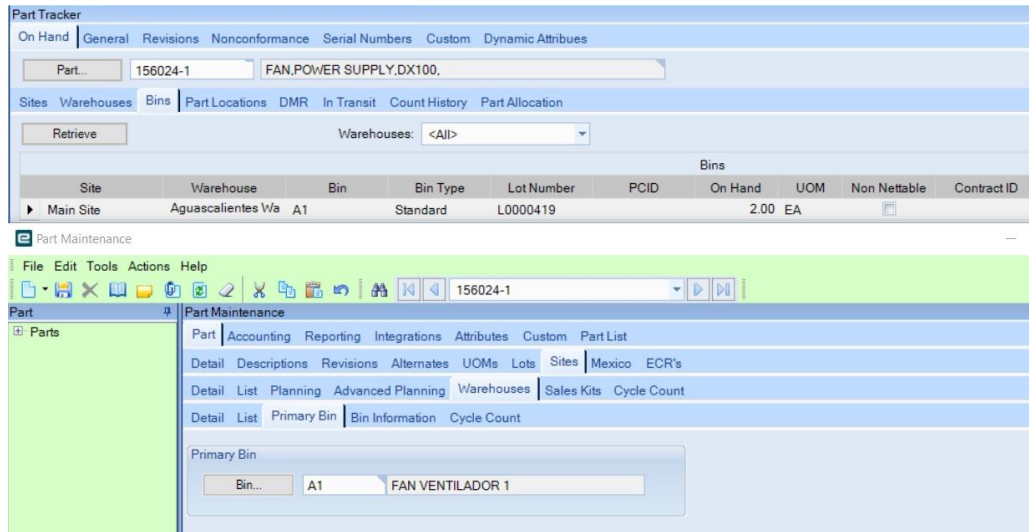 Part Tracker
On Hand General Revisions Nonconformance Serial Numbers Custom Dynamic Attribues
Part... 156024-1 FAN,POWER SUPPLY,DX100,
Sites Warehouses Bins Part Locations DMR In Transit Count History Part Allocation
Retrieve Warehouses: <All>
Bins
Site Warehouse Bin Bin Type Lot Number PCID On Hand UOM Non Nettable Contract ID
Main Site Aguascalientes Wa A1 Standard L0000419 2.00 EA
Part Maintenance
File Edit Tools Actions Help
156024-1
Part Part Maintenance
Parts Part Accounting Reporting Integrations Attributes Custom Part List
Detail Descriptions Revisions Alternates UOMs Lots Sites Mexico ECR's
Detail List Planning Advanced Planning Warehouses Sales Kits Cycle Count
Detail List Primary Bin Bin Information Cycle Count
Primary Bin
Bin... A1 FAN VENTILADOR 1